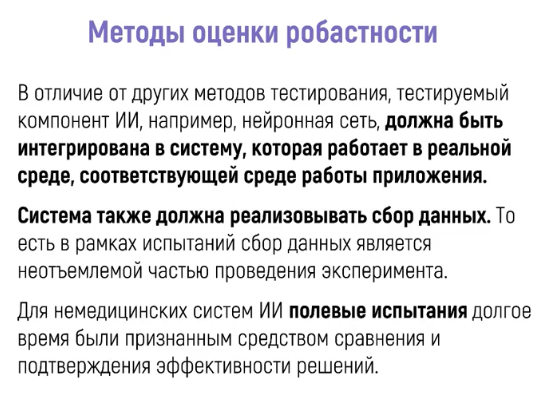 Методы оценки робастности
В отличие от других методов тестирования, тестируемый
компонент ИИ, например, нейронная сеть, должна быть
интегрирована в систему, которая работает в реальной
среде, соответствующей среде работы приложения.
Система также должна реализовывать сбор данных. То
есть в рамках испытаний сбор данных является
неотъемлемой частью проведения эксперимента.
Для немедицинских систем ИИ полевые испытания долгое
время были признанным средством сравнения и
подтверждения эффективности решений.